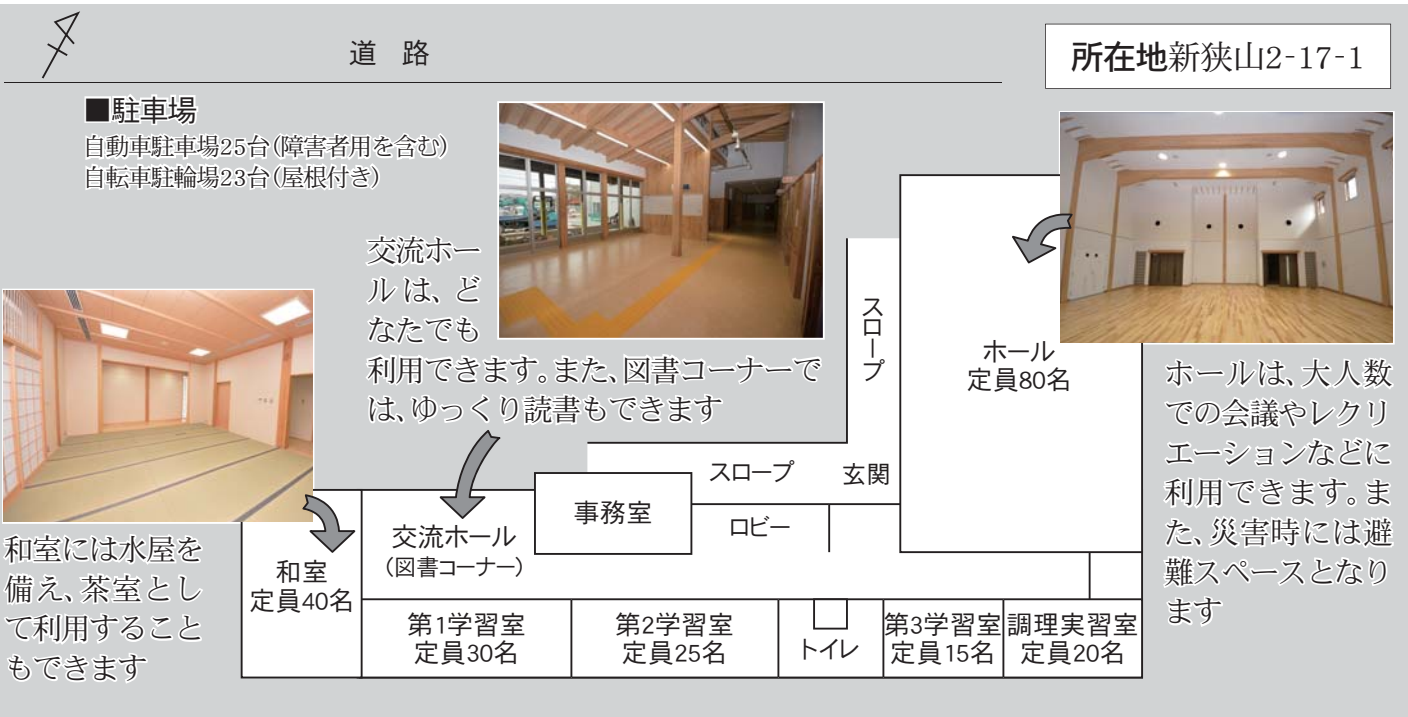 道路
所在地新狭山2-17-1
■駐車場
自動車駐車場25台(障害者用を含む)
自転車駐輪場23台(屋根付き)
交流ホー
ルは、ど
なたでも
利用できます。また、図書コーナーで
は、ゆっくり読書もできます
スロープ
ホール
定員80名
ホールは、大人数
での会議やレクリ
エーションなどに
利用できます。ま
た、災害時には避
難スペースとなり
ます
スロープ
玄関
事務室
ロビー
交流ホール
(図書コーナー)
和室には水屋を
備え、茶室とし
て利用すること
もできます
和室
定員40名
第1学習室
定員30名
第2学習室
定員25名
トイレ
第3学習室
定員15名
調理実習室
定員20名